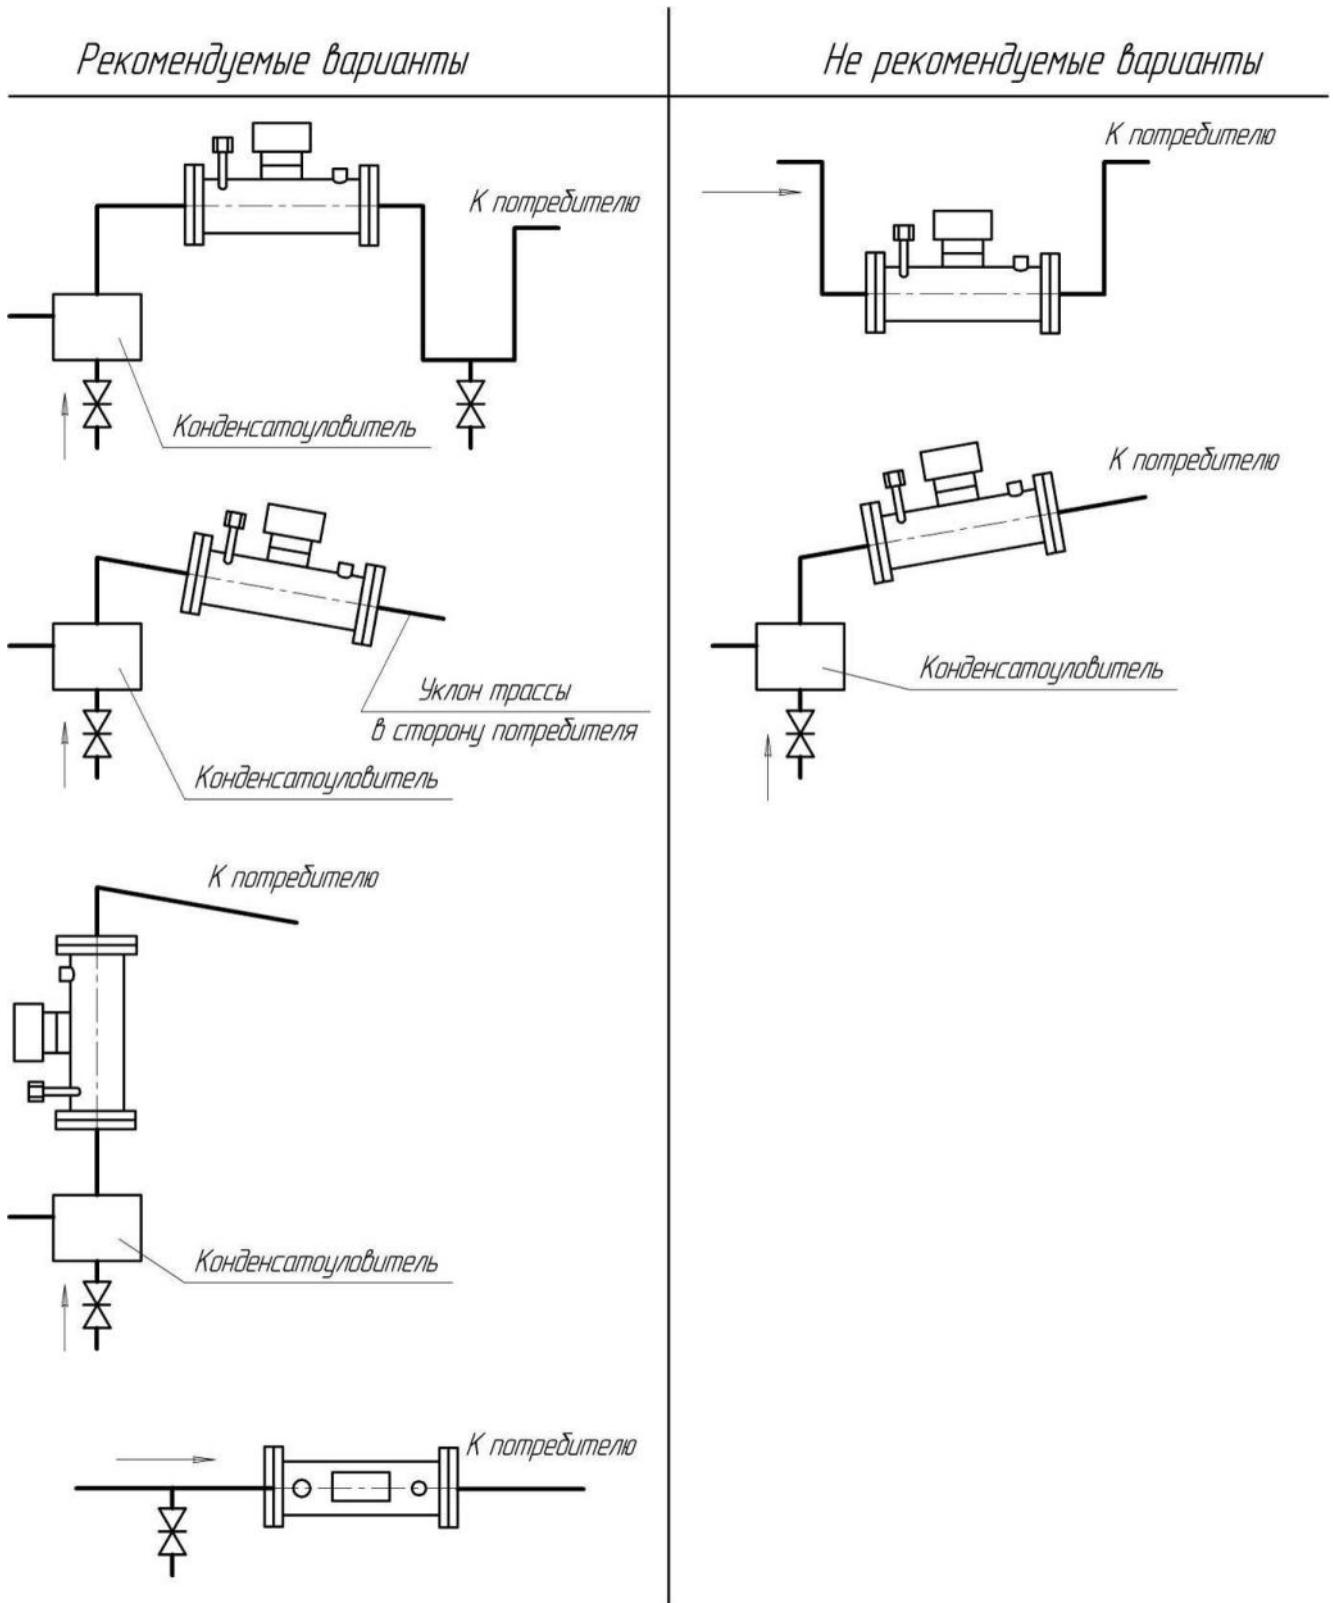 Рекомендуемые варианты
К потребителю
Конденсатоуловитель
Уклон трассы
в сторону потребителя
Конденсатоуловитель
К потребителю
Конденсатоуловитель
К потребителю
Не рекомендуемые варианты
К потребителю
К потребителю
Конденсатоуловитель